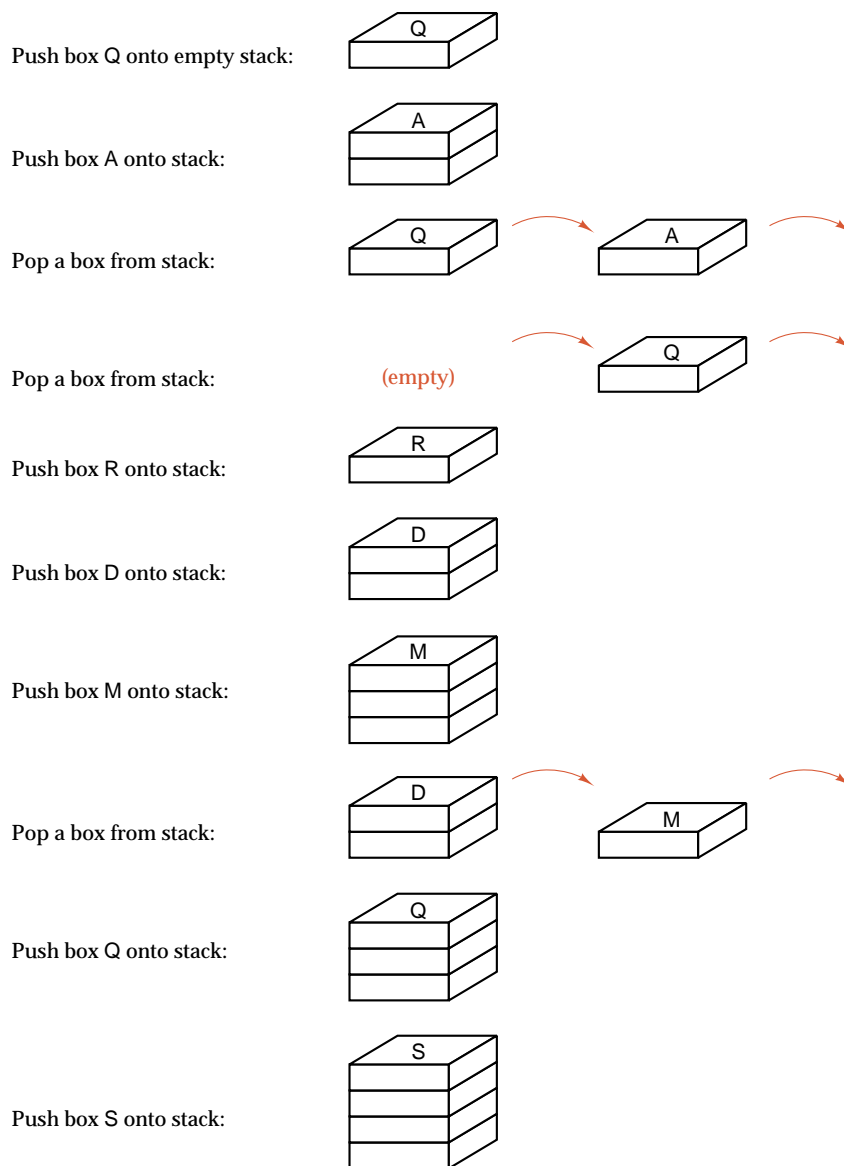 Q
Push box Q onto empty stack:
A
Push box A onto stack:
Q A
Pop a box from stack:
Q
Pop a box from stack: (empty)
R
Push box R onto stack:
D
Push box D onto stack:
M
Push box M onto stack:
D
M
Pop a box from stack:
Q
Push box Q onto stack:
S
Push box S onto stack: